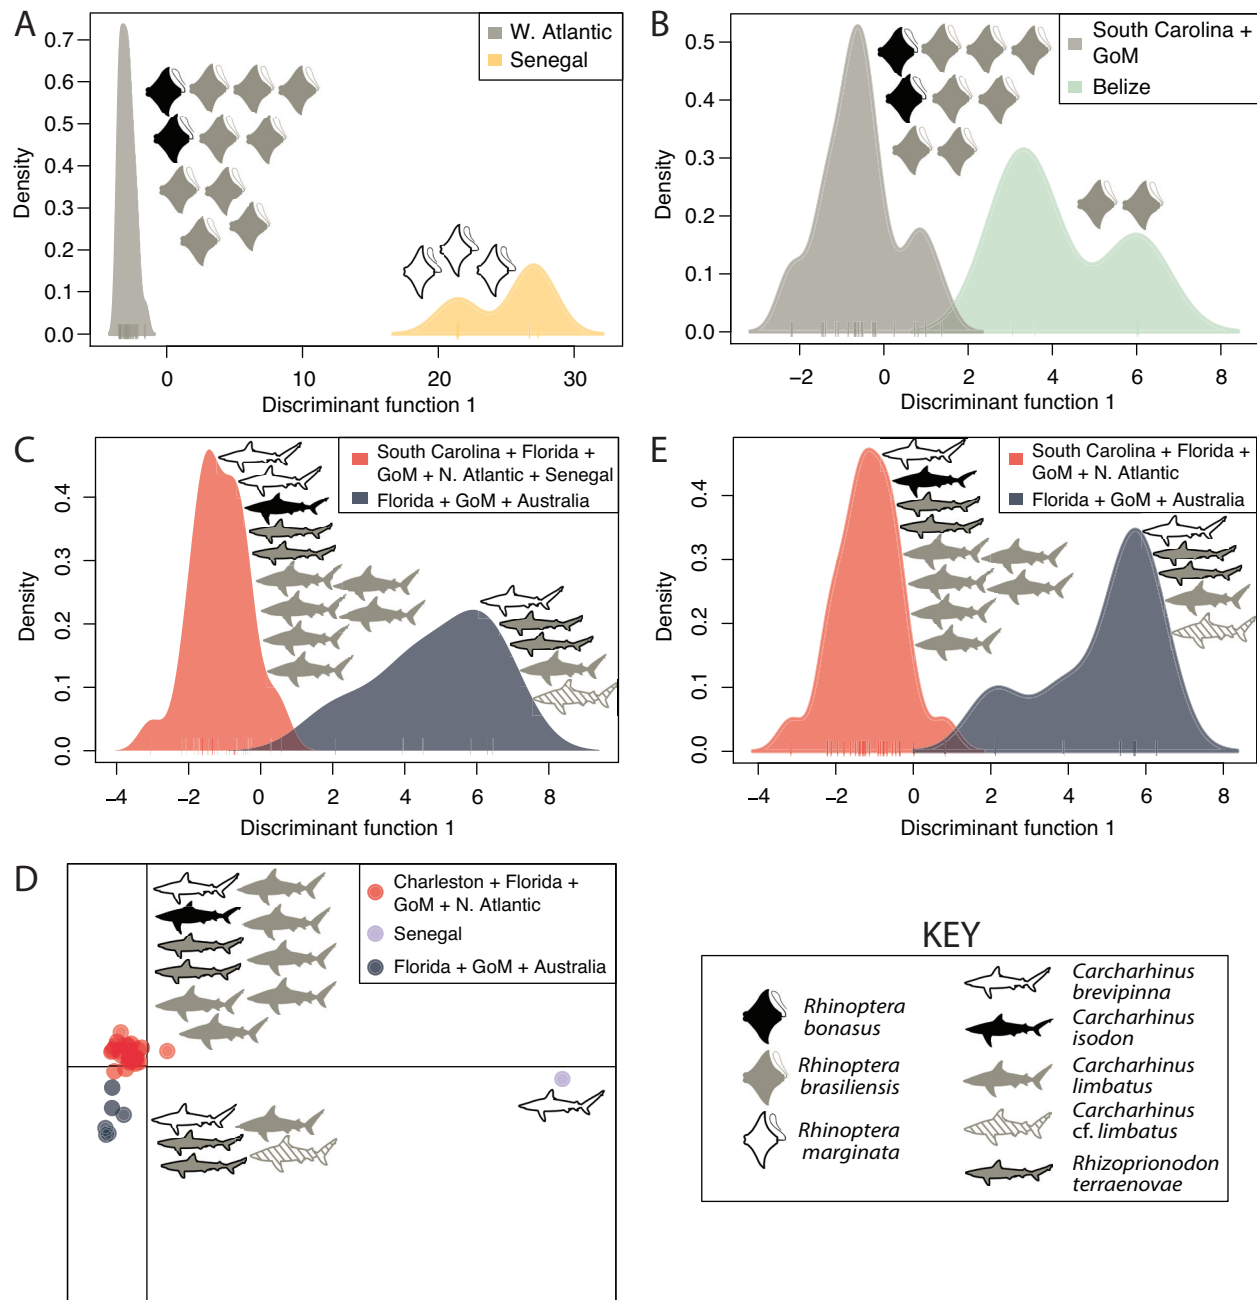 A
W. Atlantic
Senegal
Density
0.7
0.6
0.5
0.4
0.3
0.2
0.1
0.0
0
10
20
30
Discriminant function 1
B
South Carolina +
GoM
Belize
Density
0.5
0.4
0.3
0.2
0.1
0.0
−2
0
2
4
6
8
Discriminant function 1
C
South Carolina + Florida +
GoM + N. Atlantic + Senegal
Florida + GoM + Australia
Density
0.4
0.3
0.2
0.1
0.0
−4
−2
0
2
4
6
8
Discriminant function 1
E
South Carolina + Florida +
GoM + N. Atlantic
Florida + GoM + Australia
Density
0.4
0.3
0.2
0.1
0.0
−4
−2
0
2
4
6
8
Discriminant function 1
D
Charleston + Florida +
GoM + N. Atlantic
Senegal
Florida + GoM + Australia
KEY
Rhinoptera
bonasus
Rhinoptera
brasiliensis
Rhinoptera
marginata
Carcharhinus
brevipinna
Carcharhinus
isodon
Carcharhinus
limbatus
Carcharhinus
cf. limbatus
Rhizoprionodon
terraenovae